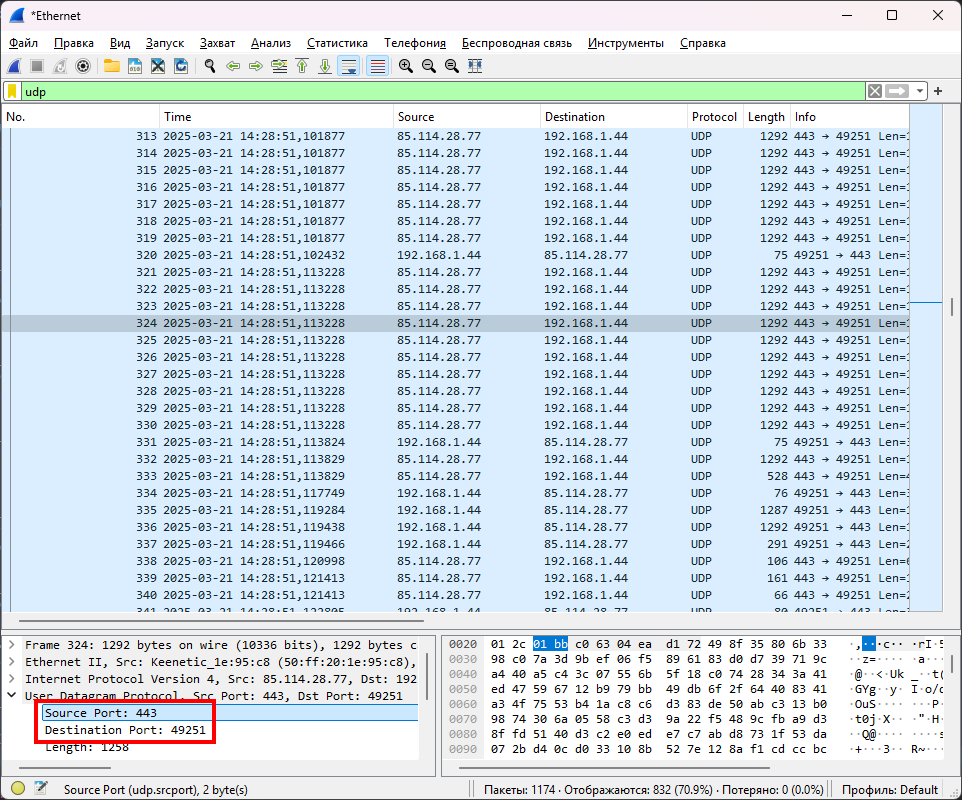 *Ethernet
Файл Правка Вид Запуск Захват Анализ Статистика Телефония Беспроводная связь Инструменты Справка
udp
No. Time Source Destination Protocol Length Info
313 2025-03-21 14:28:51,101877 85.114.28.77 192.168.1.44 UDP 1292 443 → 49251 Len=1
314 2025-03-21 14:28:51,101877 85.114.28.77 192.168.1.44 UDP 1292 443 → 49251 Len=1
315 2025-03-21 14:28:51,101877 85.114.28.77 192.168.1.44 UDP 1292 443 → 49251 Len=1
316 2025-03-21 14:28:51,101877 85.114.28.77 192.168.1.44 UDP 1292 443 → 49251 Len=1
317 2025-03-21 14:28:51,101877 85.114.28.77 192.168.1.44 UDP 1292 443 → 49251 Len=1
318 2025-03-21 14:28:51,101877 85.114.28.77 192.168.1.44 UDP 1292 443 → 49251 Len=1
319 2025-03-21 14:28:51,101877 85.114.28.77 192.168.1.44 UDP 1292 443 → 49251 Len=1
320 2025-03-21 14:28:51,102432 192.168.1.44 85.114.28.77 UDP 75 49251 → 443 Len=3
321 2025-03-21 14:28:51,113228 85.114.28.77 192.168.1.44 UDP 1292 443 → 49251 Len=1
322 2025-03-21 14:28:51,113228 85.114.28.77 192.168.1.44 UDP 1292 443 → 49251 Len=1
323 2025-03-21 14:28:51,113228 85.114.28.77 192.168.1.44 UDP 1292 443 → 49251 Len=1
324 2025-03-21 14:28:51,113228 85.114.28.77 192.168.1.44 UDP 1292 443 → 49251 Len=1
325 2025-03-21 14:28:51,113228 85.114.28.77 192.168.1.44 UDP 1292 443 → 49251 Len=1
326 2025-03-21 14:28:51,113228 85.114.28.77 192.168.1.44 UDP 1292 443 → 49251 Len=1
327 2025-03-21 14:28:51,113228 85.114.28.77 192.168.1.44 UDP 1292 443 → 49251 Len=1
328 2025-03-21 14:28:51,113228 85.114.28.77 192.168.1.44 UDP 1292 443 → 49251 Len=1
329 2025-03-21 14:28:51,113228 85.114.28.77 192.168.1.44 UDP 1292 443 → 49251 Len=1
330 2025-03-21 14:28:51,113228 85.114.28.77 192.168.1.44 UDP 1292 443 → 49251 Len=1
331 2025-03-21 14:28:51,113824 192.168.1.44 85.114.28.77 UDP 75 49251 → 443 Len=3
332 2025-03-21 14:28:51,113829 85.114.28.77 192.168.1.44 UDP 1292 443 → 49251 Len=1
333 2025-03-21 14:28:51,113829 85.114.28.77 192.168.1.44 UDP 528 443 → 49251 Len=4
334 2025-03-21 14:28:51,117749 192.168.1.44 85.114.28.77 UDP 76 49251 → 443 Len=3
335 2025-03-21 14:28:51,119284 192.168.1.44 85.114.28.77 UDP 1287 49251 → 443 Len=1
336 2025-03-21 14:28:51,119438 192.168.1.44 85.114.28.77 UDP 1292 49251 → 443 Len=1
337 2025-03-21 14:28:51,119466 192.168.1.44 85.114.28.77 UDP 291 49251 → 443 Len=2
338 2025-03-21 14:28:51,120998 85.114.28.77 192.168.1.44 UDP 106 443 → 49251 Len=6
339 2025-03-21 14:28:51,121413 85.114.28.77 192.168.1.44 UDP 161 443 → 49251 Len=1
340 2025-03-21 14:28:51,121413 85.114.28.77 192.168.1.44 UDP 66 443 → 49251 Len=2
Frame 324: 1292 bytes on wire (10336 bits), 1292 bytes c
Ethernet II, Src: Keenetic_1e:95:c8 (50:ff:20:1e:95:c8),
Internet Protocol Version 4, Src: 85.114.28.77, Dst: 192
User Datagram Protocol, Src Port: 443, Dst Port: 49251
Source Port: 443
Destination Port: 49251
Length: 1258
0020 01 2c 01 bb c0 63 04 ea d1 72 49 8f 35 80 6b 33
0030 98 c0 7a 3d 9b ef 06 f5 89 61 83 d0 d7 39 71 9c
0040 a4 40 a5 c4 3c 07 55 6b 5f 18 c0 74 28 34 3a 41
0050 ed 47 59 67 12 b9 79 bb 49 db 6f 2f 64 40 83 41
0060 a3 4f 75 53 b4 1a c8 c6 d3 83 de 50 ab c3 13 b0
0070 98 74 30 6a 05 58 c3 d3 9a 22 f5 48 9c fb a9 d3
0080 8f fd 51 40 d3 c2 e0 ed e7 c7 ab d8 73 1f 53 da
0090 07 2b d4 0c d0 33 10 8b 52 7e 12 8a f1 cd cc bc
Source Port (udp.srcport), 2 byte(s)
Пакеты: 1174 · Отображаются: 832 (70.9%) · Потеряно: 0 (0.0%)
Профиль: Default